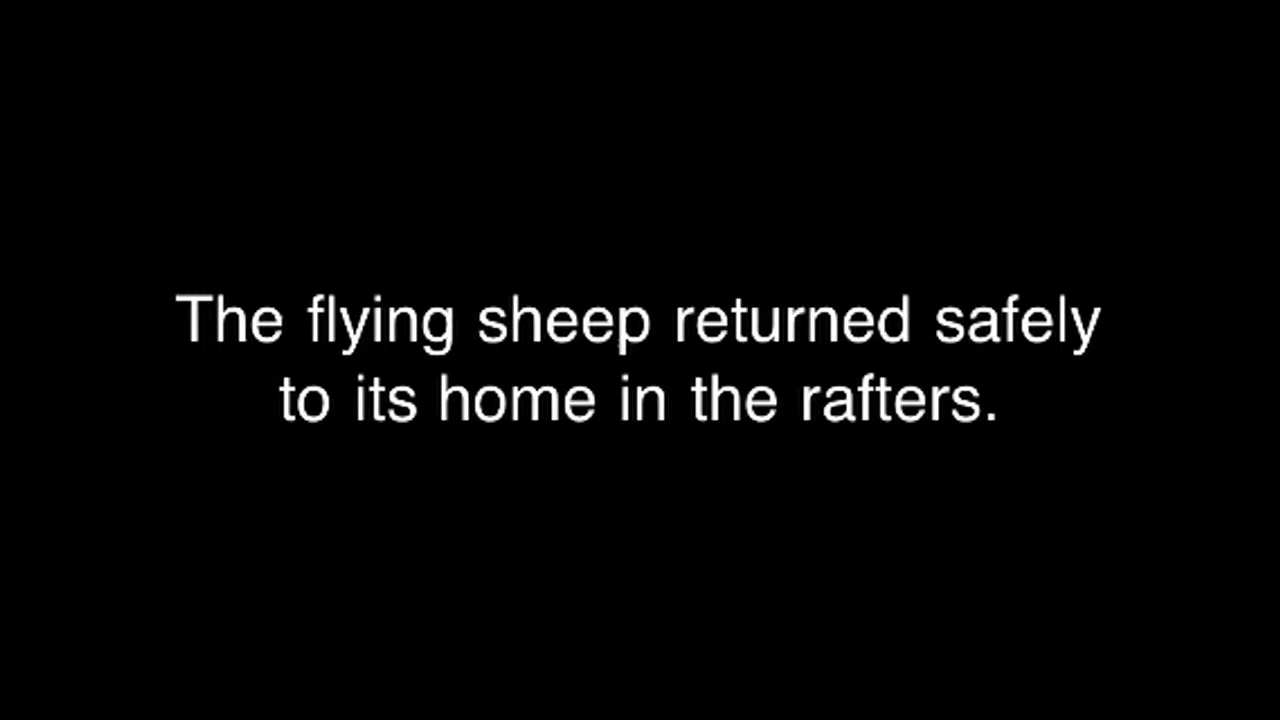 The flying sheep returned safely
to its home in the rafters.